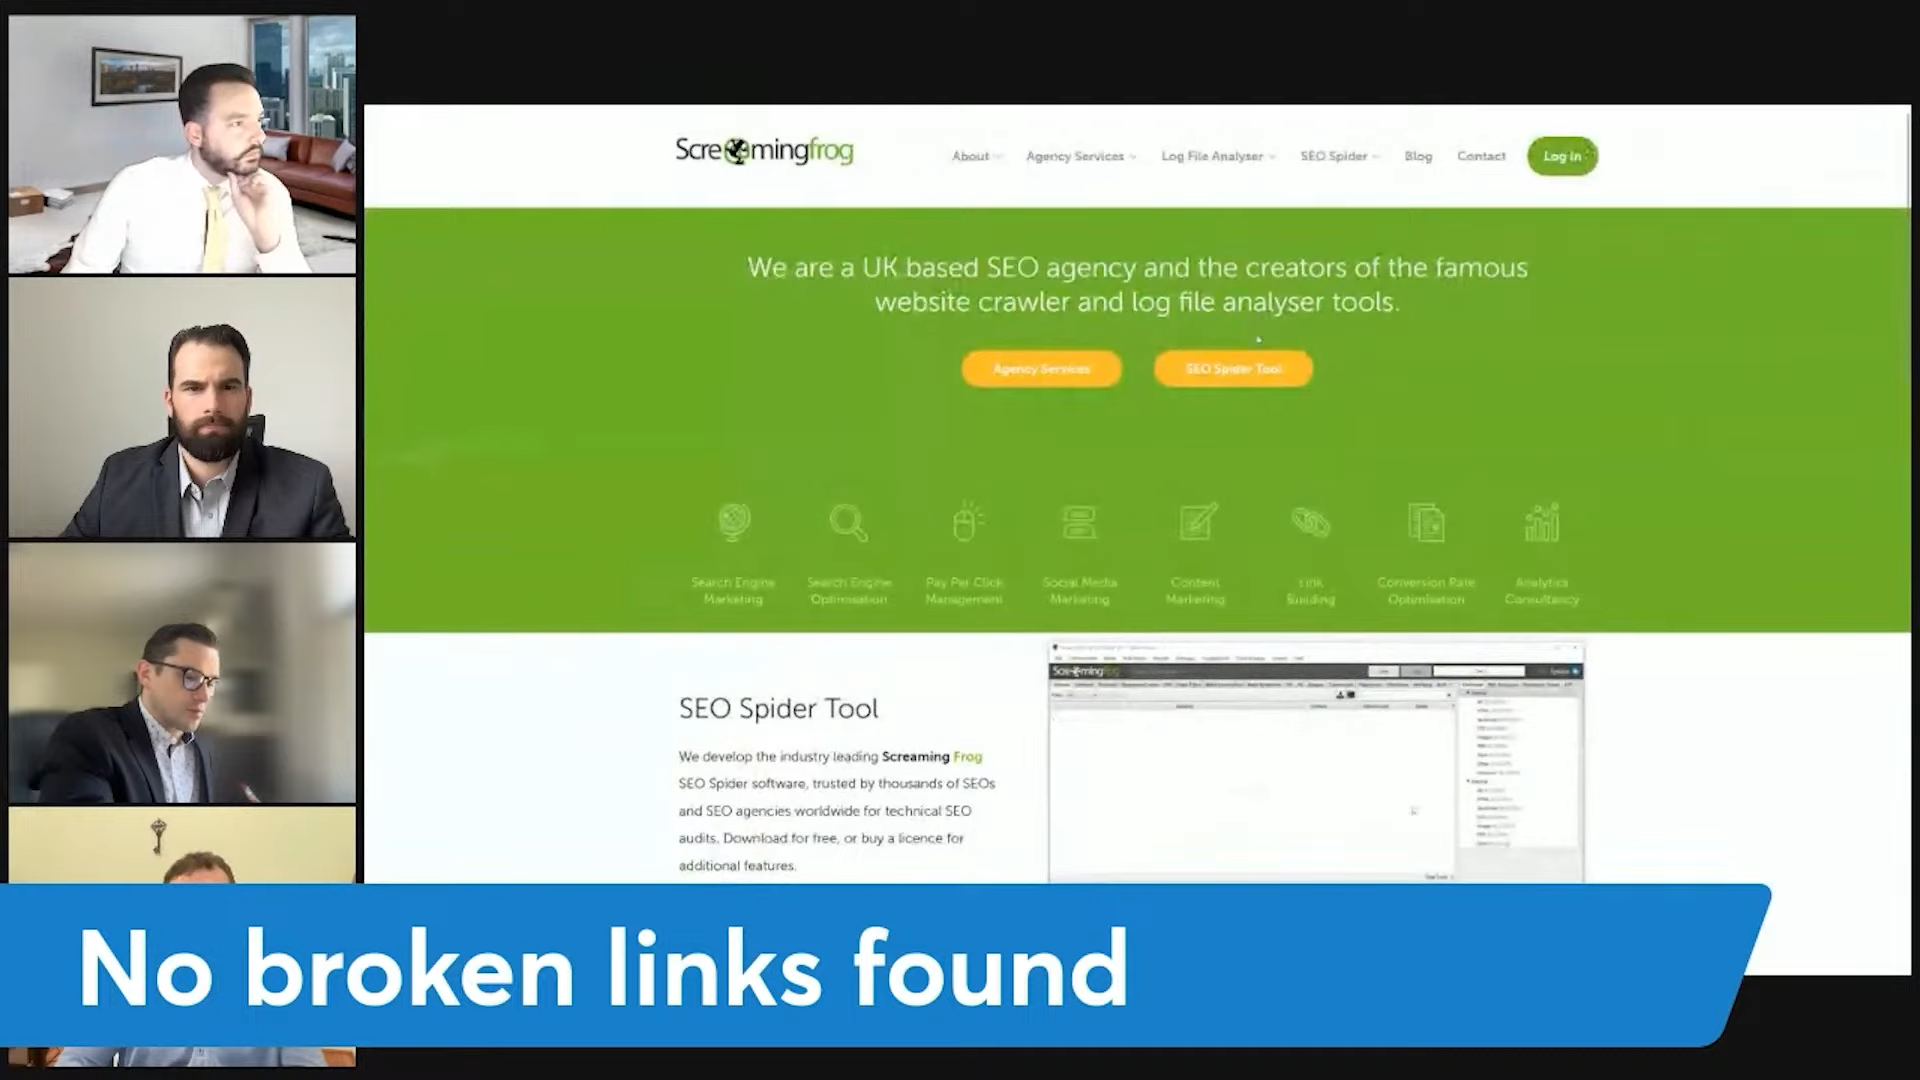 Screamingfrog
About
Agency Services
Log File Analyser
SEO Spider
Blog
Contact
Log in
We are a UK based SEO agency and the creators of the famous
website crawler and log file analyser tools.
Agency Services
SEO Spider Tool
Search Engine
Marketing
Search Engine
Optimisation
Pay Per Click
Management
Social Media
Marketing
Content
Marketing
Link
Building
Conversion Rate
Optimisation
Analytics
Consultancy
SEO Spider Tool
We develop the industry leading Screaming Frog
SEO Spider software, trusted by thousands of SEOs
and SEO agencies worldwide for technical SEO
audits. Download for free, or buy a licence for
additional features.
Screamingfrog
No broken links found